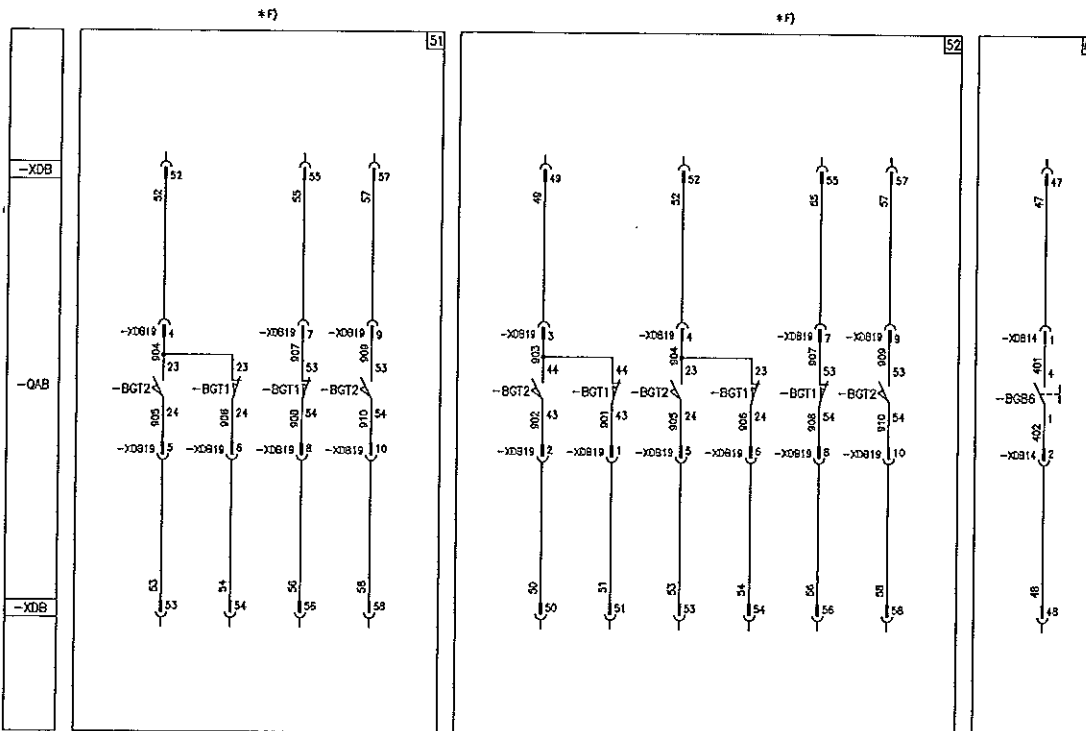 *F}
*F}
51
52
-XDB
52
55
57
49
52
55
57
47
52
55
57
49
52
55
57
47
-XDB19 4
-XDB19 7
-XDB19 9
-XDB19 3
-XDB19 4
-XDB19 7
-XDB19 9
-XDB14 1
904
907
909
903
904
907
909
401
23
23
53
53
44
44
23
23
53
53
4
-QAB
-BGT2
-BGT1
-BGT1
-BGT2
-BGT2
-BGT1
-BGT2
-BGT1
-BGT1
-BGT2
-BGB6
24
24
54
54
43
43
24
24
54
54
1
905
906
908
910
902
901
905
906
908
910
402
-XDB19 5
-XDB19 6
-XDB19 8
-XDB19 10
-XDB19 2
-XDB19 1
-XDB19 5
-XDB19 6
-XDB19 8
-XDB19 10
-XDB14 2
53
54
56
58
50
51
53
54
56
58
48
-XDB
53
54
56
58
50
51
53
54
56
58
48